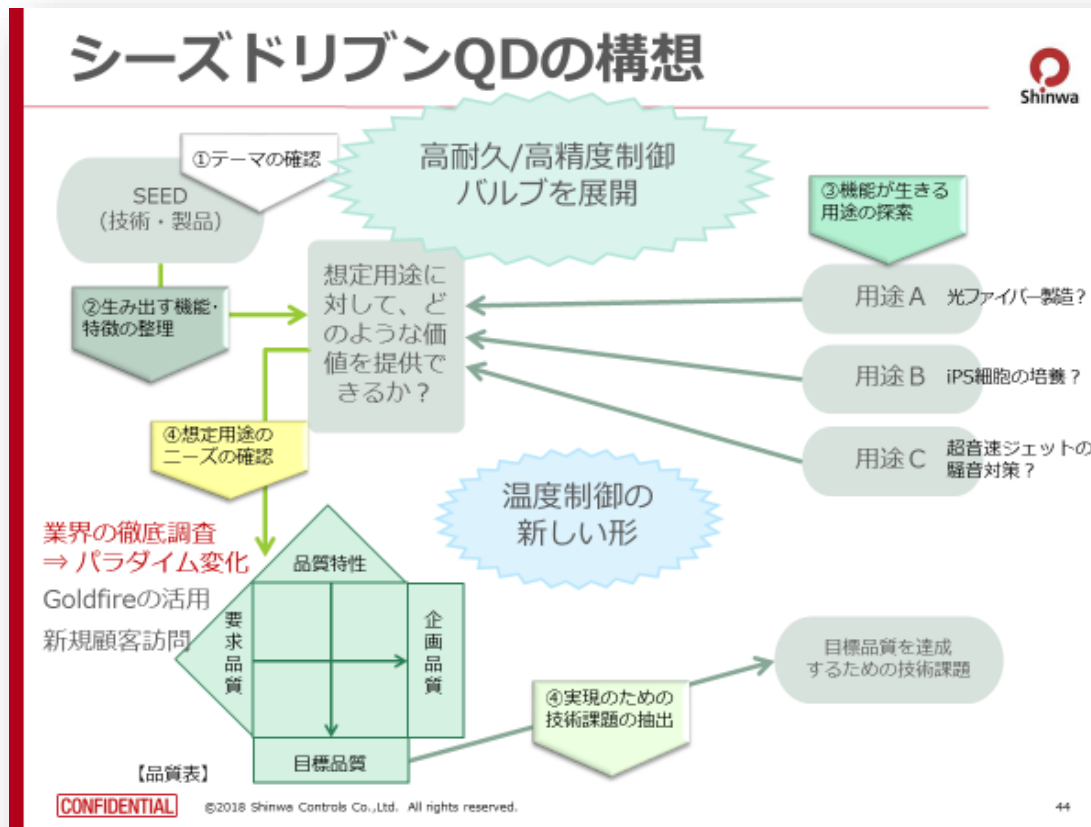 シーズドリブンQDの構想
Shinwa
①テーマの確認
SEED
（技術・製品）
高耐久/高精度制御
バルブを展開
③機能が生きる
用途の探索
②生み出す機能・
特徴の整理
想定用途に
対して、ど
のような価
値を提供で
きるか？
用途A
光ファイバー製造？
用途B
iPS細胞の培養？
用途C
超音速ジェットの
騒音対策？
④想定用途の
ニーズの確認
温度制御の
新しい形
業界の徹底調査
⇒ パラダイム変化
Goldfireの活用
新規顧客訪問
品質特性
要求品質
企画品質
目標品質
【品質表】
④実現のための
技術課題の抽出
目標品質を達成
するための技術課題
CONFIDENTIAL
©2018 Shinwa Controls Co.,Ltd. All rights reserved.
44